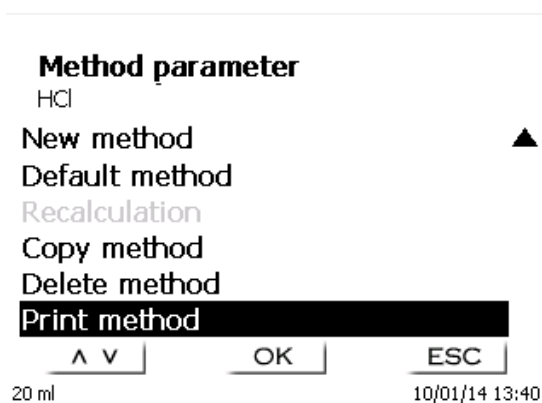 Method parameter
HCl
New method
Default method
Recalculation
Copy method
Delete method
Print method
∧ ∨ OK ESC
20 ml 10/01/14 13:40